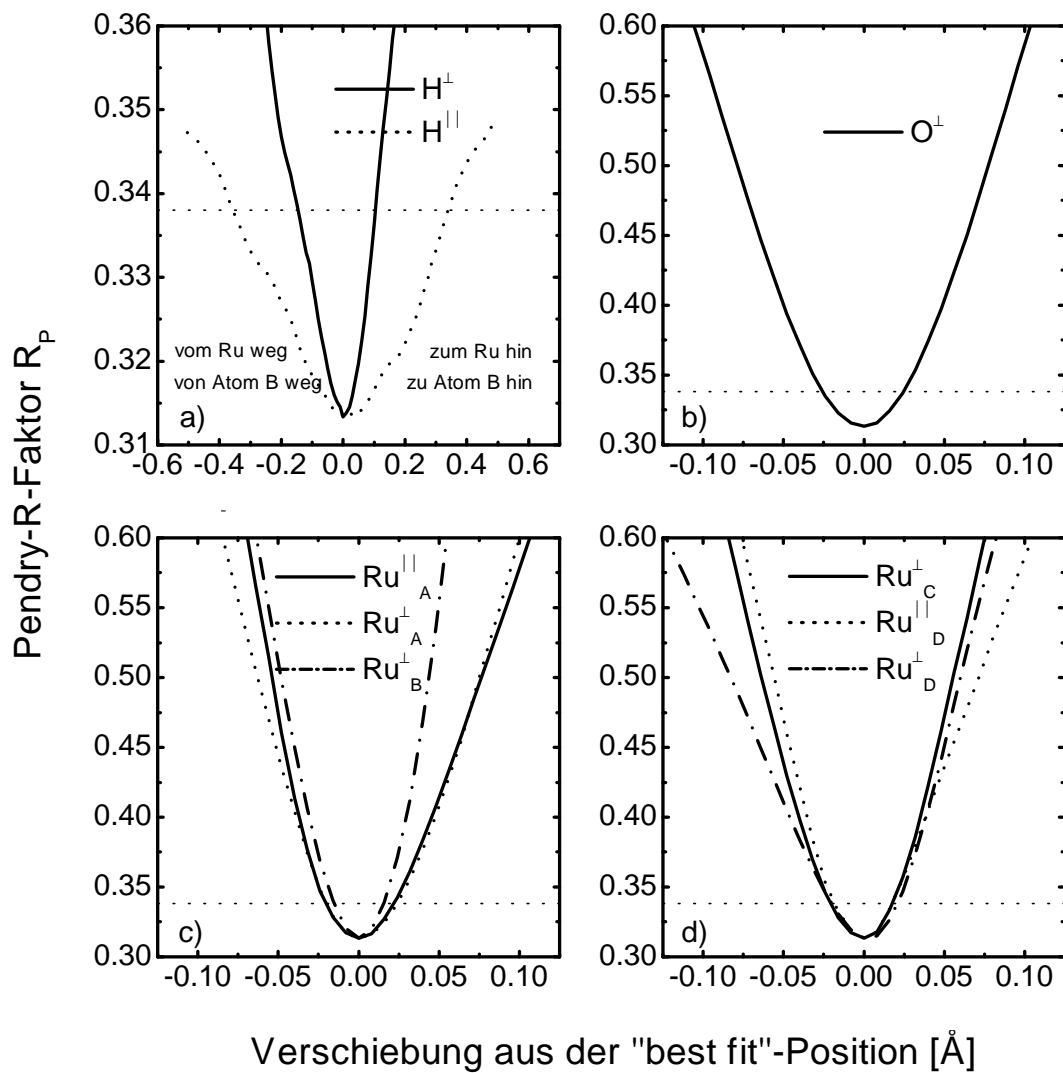 Pendry-R-Faktor R_P
0.36
0.35
0.34
0.33
0.32
0.31
H^⊥
H^||
vom Ru weg
zum Ru hin
von Atom B weg
zu Atom B hin
a)
-0.6 -0.4 -0.2 0.0 0.2 0.4 0.6
0.60
0.55
0.50
0.45
0.40
0.35
0.30
O^⊥
b)
-0.10 -0.05 0.00 0.05 0.10
0.60
0.55
0.50
0.45
0.40
0.35
0.30
Ru^||_A
Ru^⊥_A
Ru^⊥_B
c)
-0.10 -0.05 0.00 0.05 0.10
0.60
0.55
0.50
0.45
0.40
0.35
0.30
Ru^⊥_C
Ru^||_D
Ru^⊥_D
d)
-0.10 -0.05 0.00 0.05 0.10
Verschiebung aus der "best fit"-Position [Å]